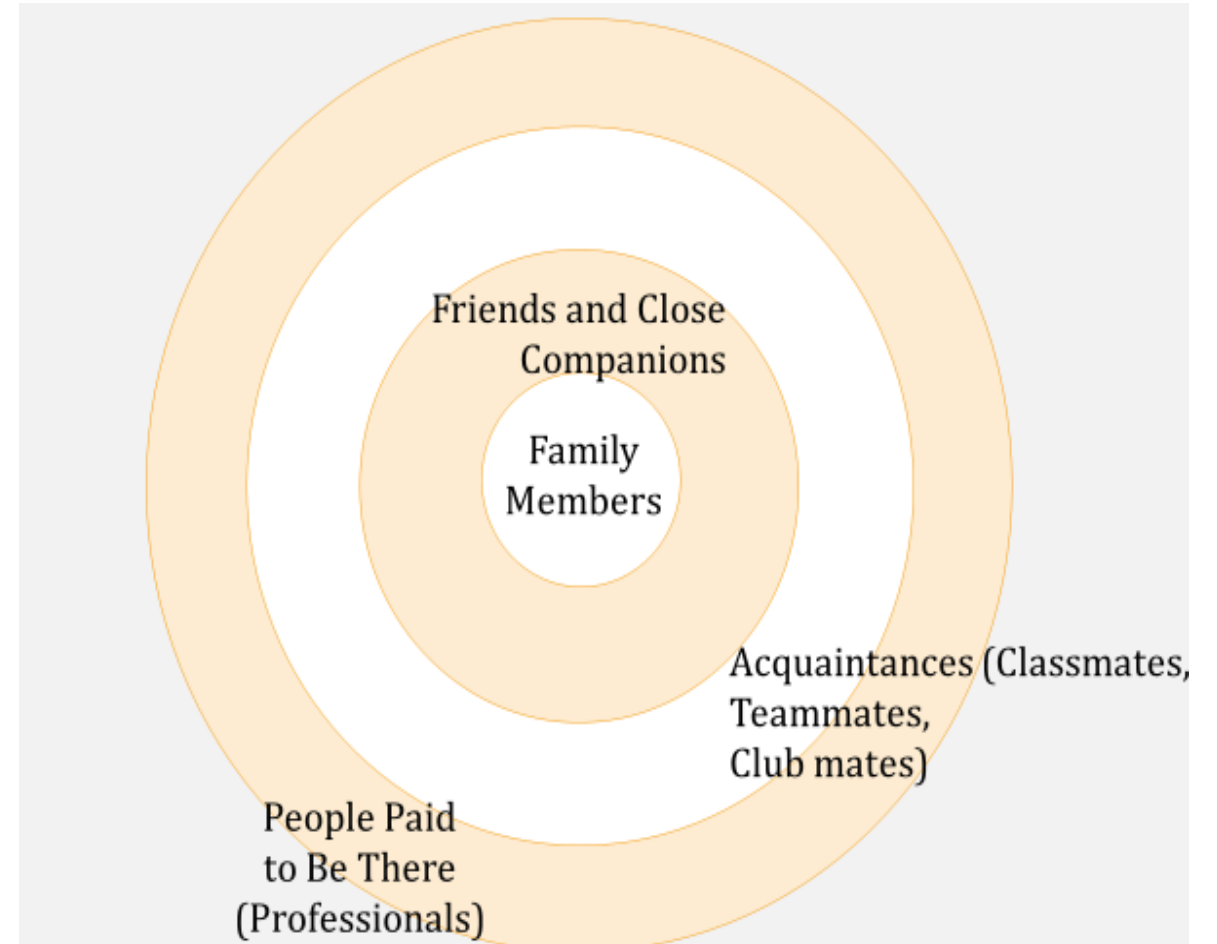 Friends and Close
Companions
Family
Members
Acquaintances (Classmates,
Teammates,
Club mates)
People Paid
to Be There
(Professionals)